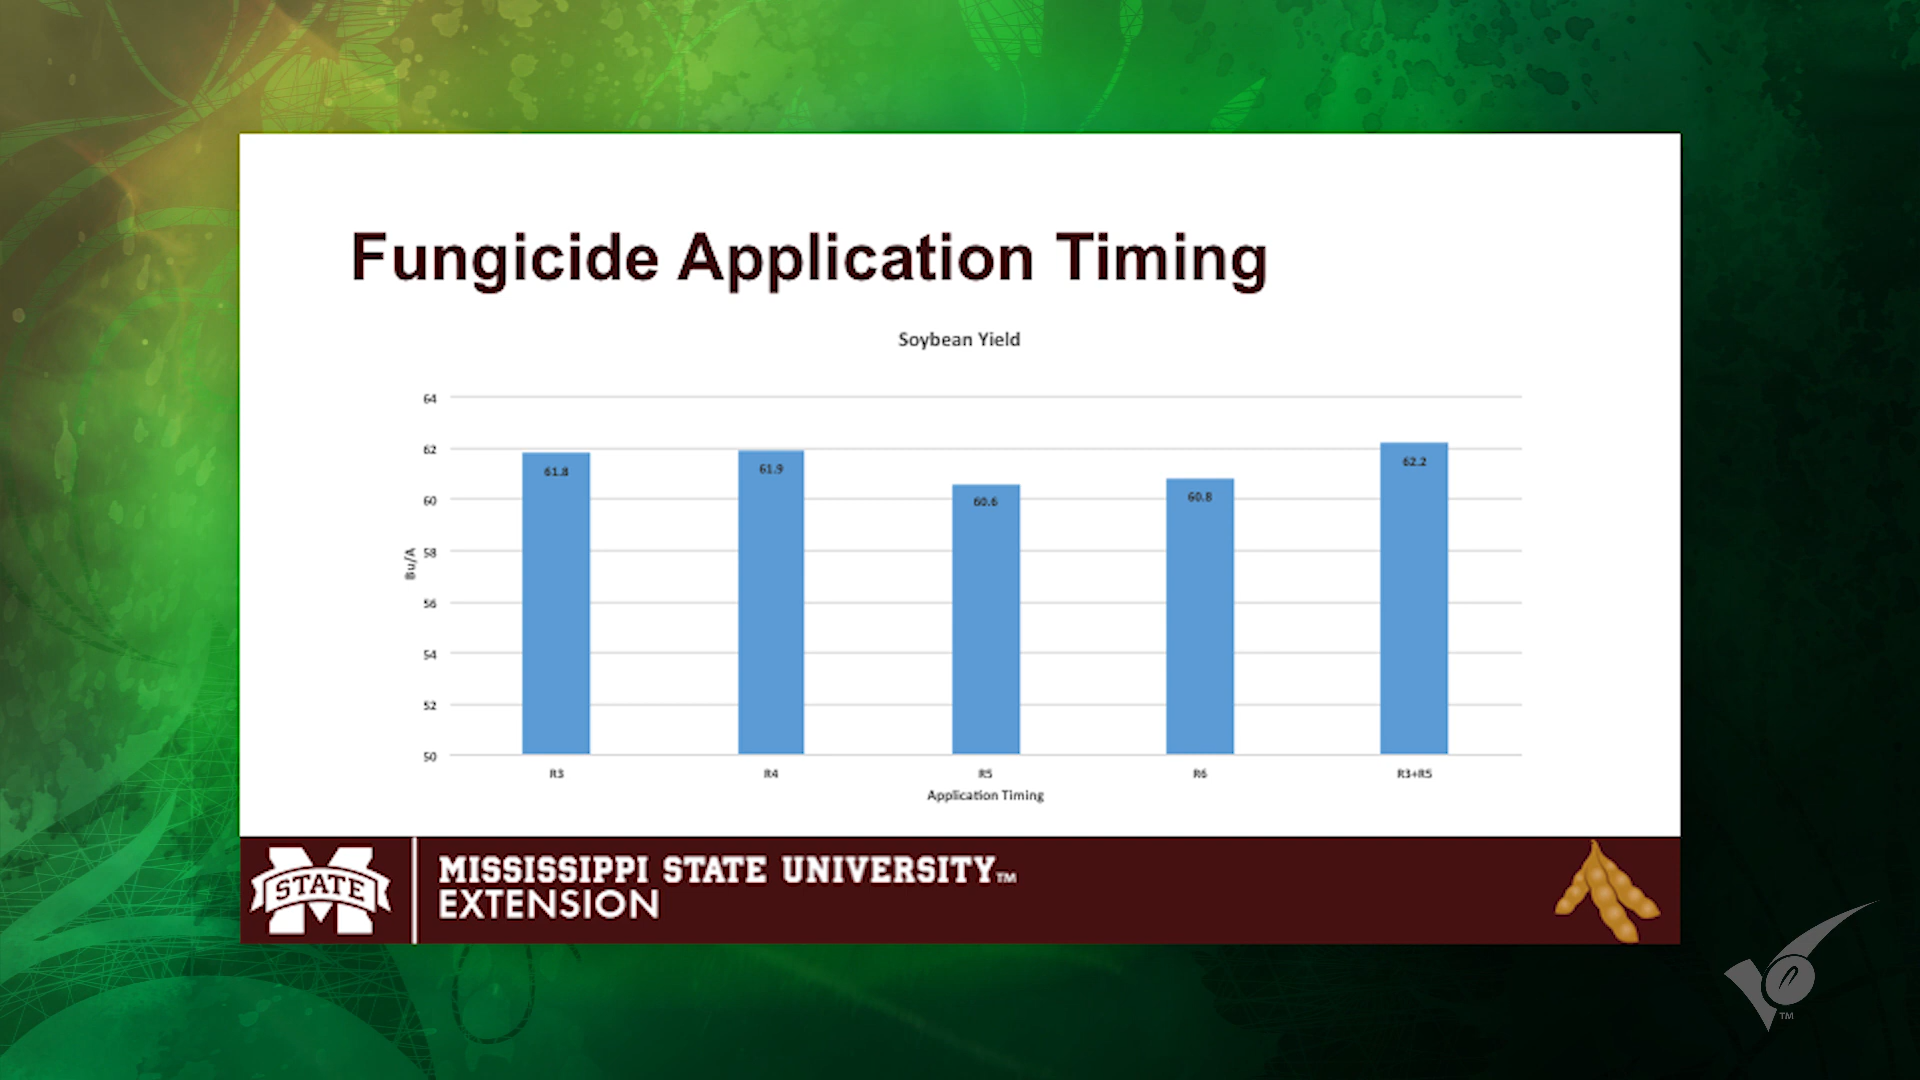 Fungicide Application Timing
Soybean Yield
64
62
60
58
56
54
52
50
Bu/A
61.8
61.9
60.6
60.8
62.2
R3
R4
R5
R6
R3+R5
Application Timing
STATE
MISSISSIPPI STATE UNIVERSITY™
EXTENSION
™